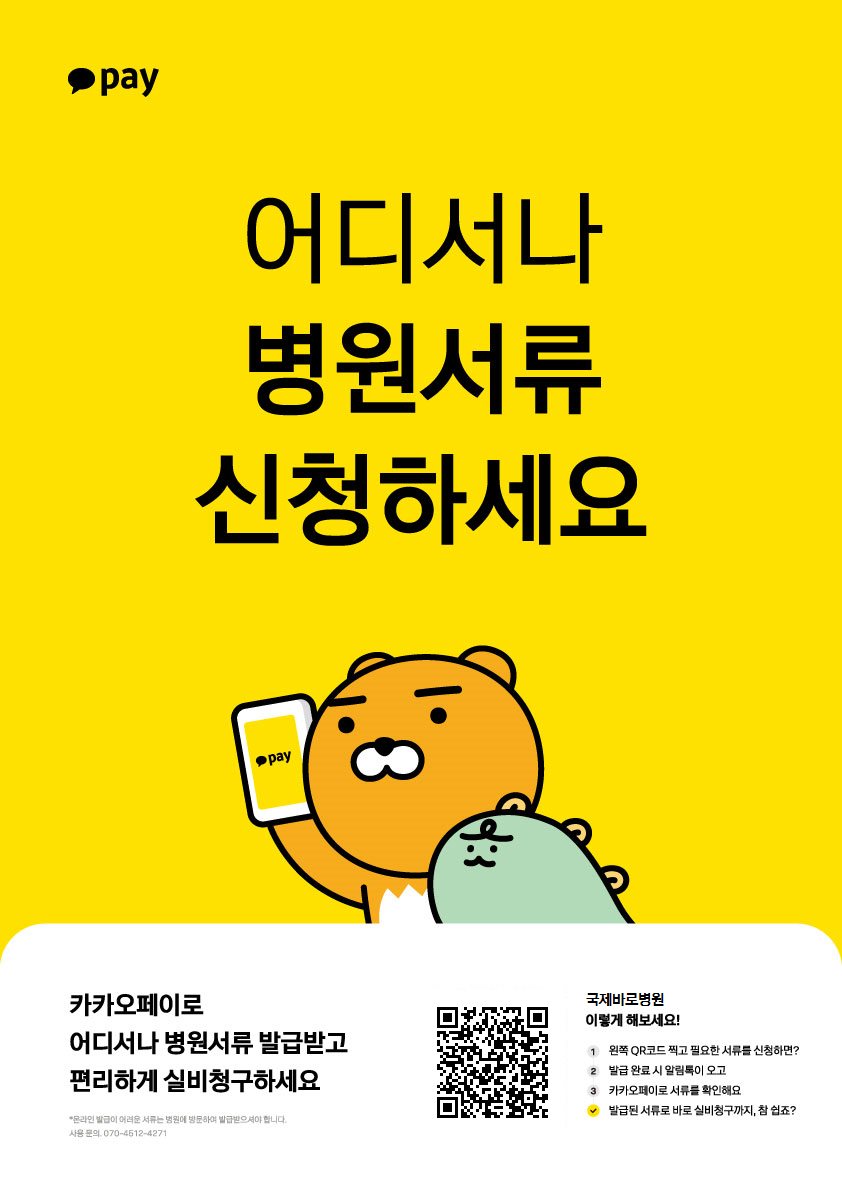 pay
어디서나
병원서류
신청하세요
pay
카카오페이로
어디서나 병원서류 발급받고
편리하게 실비청구하세요
*온라인 발급이 어려운 서류는 병원에 방문하여 발급받으셔야 합니다.
사용 문의. 070-4512-4271
국제바로병원
이렇게 해보세요!
1 왼쪽 QR코드 찍고 필요한 서류를 신청하면?
2 발급 완료 시 알림톡이 오고
3 카카오페이로 서류를 확인해요
발급된 서류로 바로 실비청구까지, 참 쉽죠?